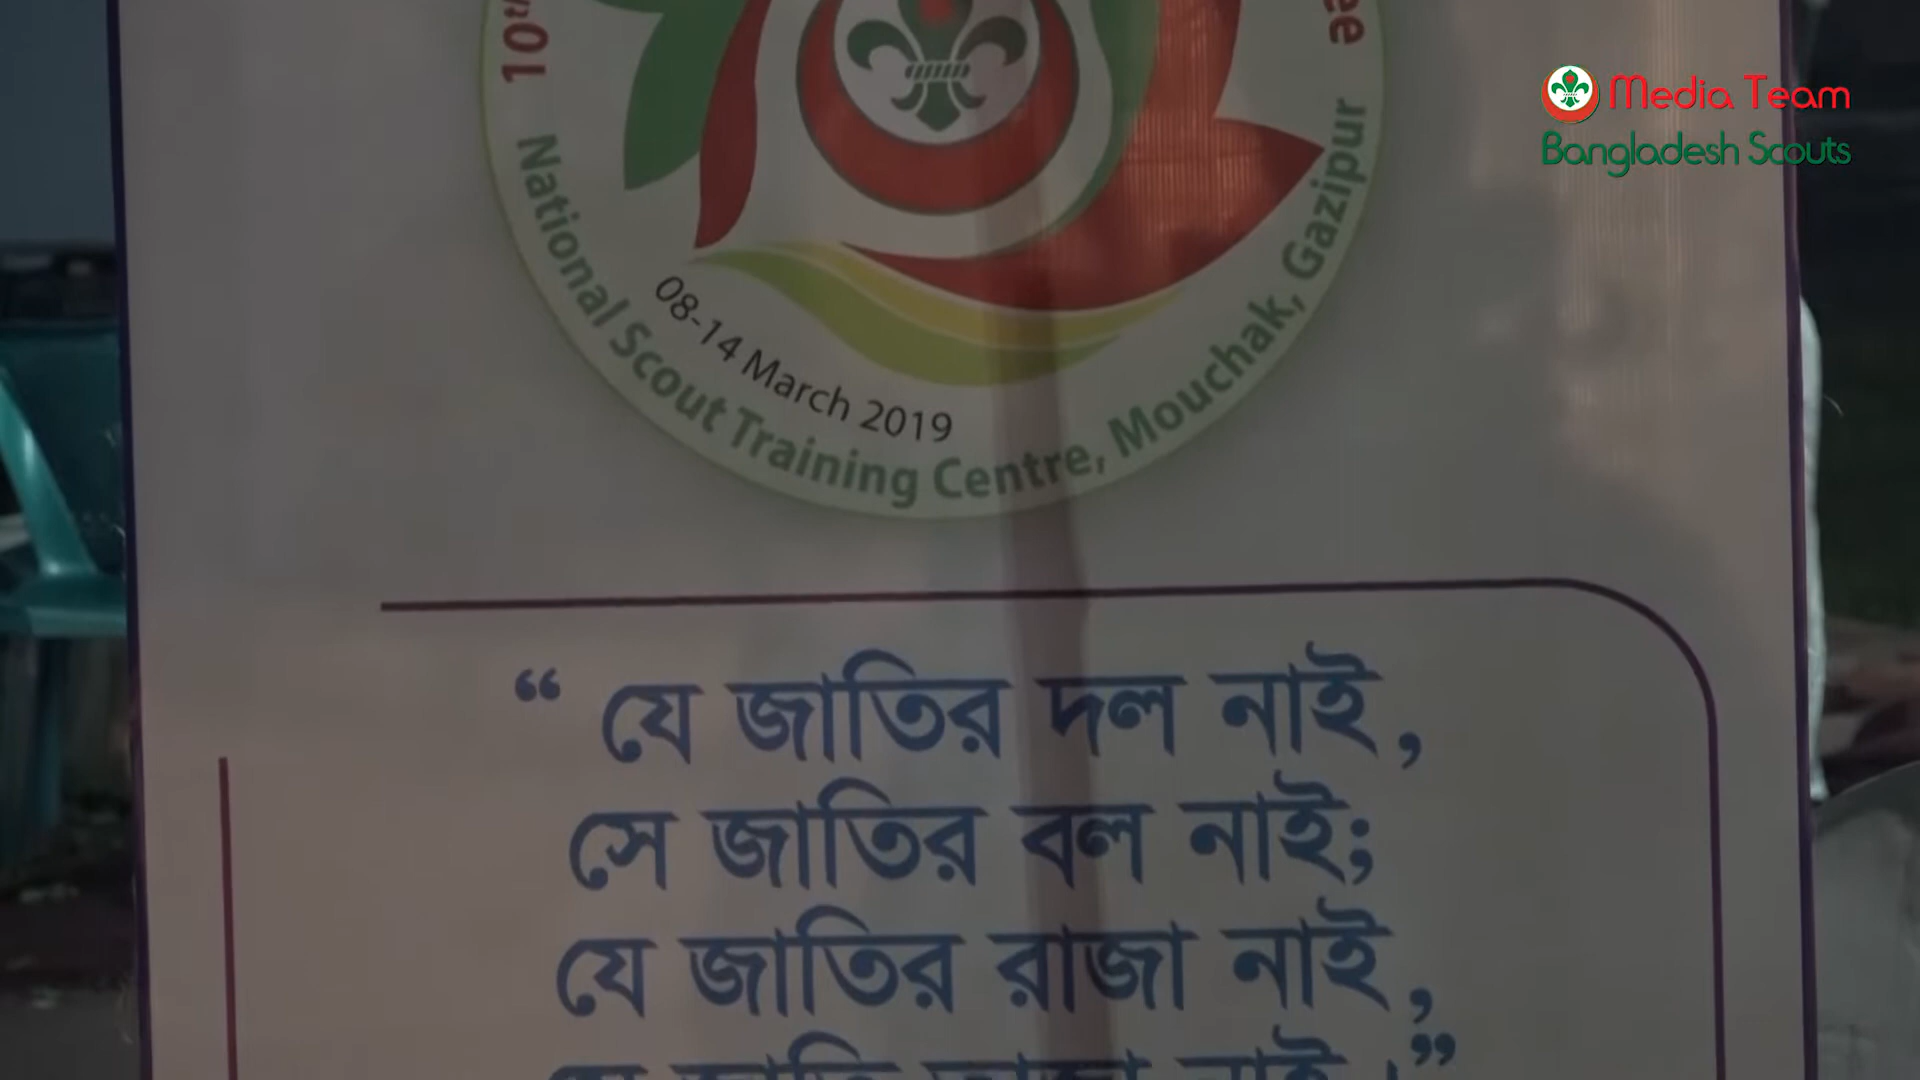 10th
Media Team
Bangladesh Scouts
National Scout Training Centre, Mouchak, Gazipur
08-14 March 2019
“ যে জাতির দল নাই,
সে জাতির বল নাই;
যে জাতির রাজা নাই,
নাই।”